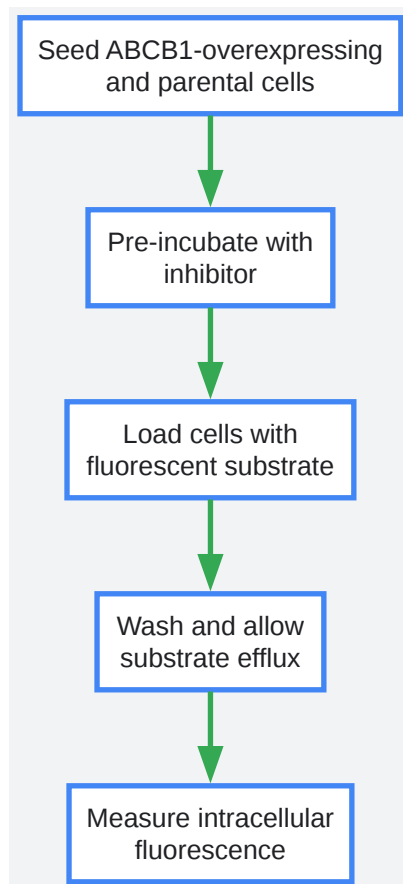 Seed ABCB1-overexpressing
and parental cells
Pre-incubate with
inhibitor
Load cells with
fluorescent substrate
Wash and allow
substrate efflux
Measure intracellular
fluorescence